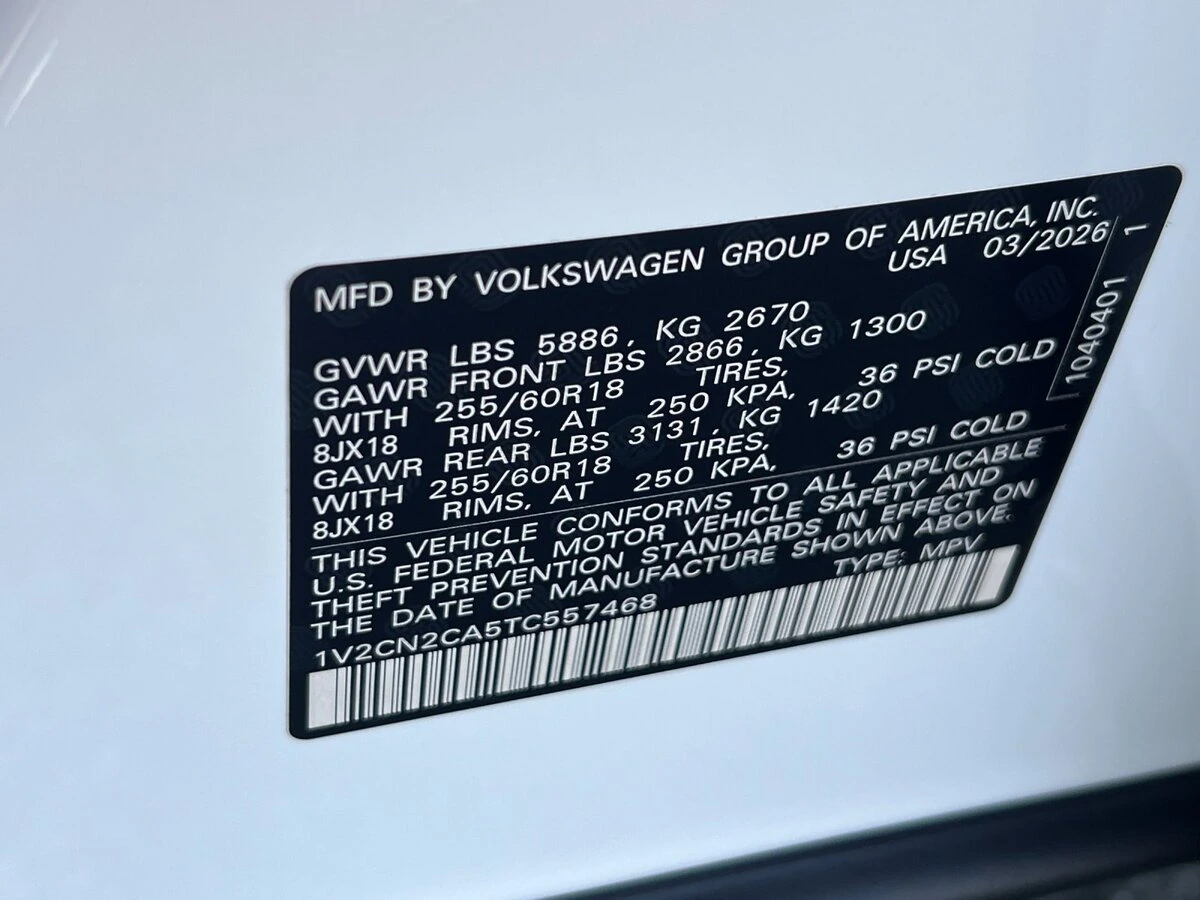 MFD BY VOLKSWAGEN GROUP OF AMERICA, INC.
USA 03/2026 1
GVWR LBS 5886, KG 2670
GAWR FRONT LBS 2866, KG 1300
WITH 255/60R18 TIRES,
8JX18 RIMS, AT 250 KPA, 36 PSI COLD
GAWR REAR LBS 3131, KG 1420
WITH 255/60R18 TIRES,
8JX18 RIMS, AT 250 KPA, 36 PSI COLD
1040401
THIS VEHICLE CONFORMS TO ALL APPLICABLE
U.S. FEDERAL MOTOR VEHICLE SAFETY AND
THEFT PREVENTION STANDARDS IN EFFECT ON
THE DATE OF MANUFACTURE SHOWN ABOVE.
1V2CN2CA5TC557468 TYPE: MPV